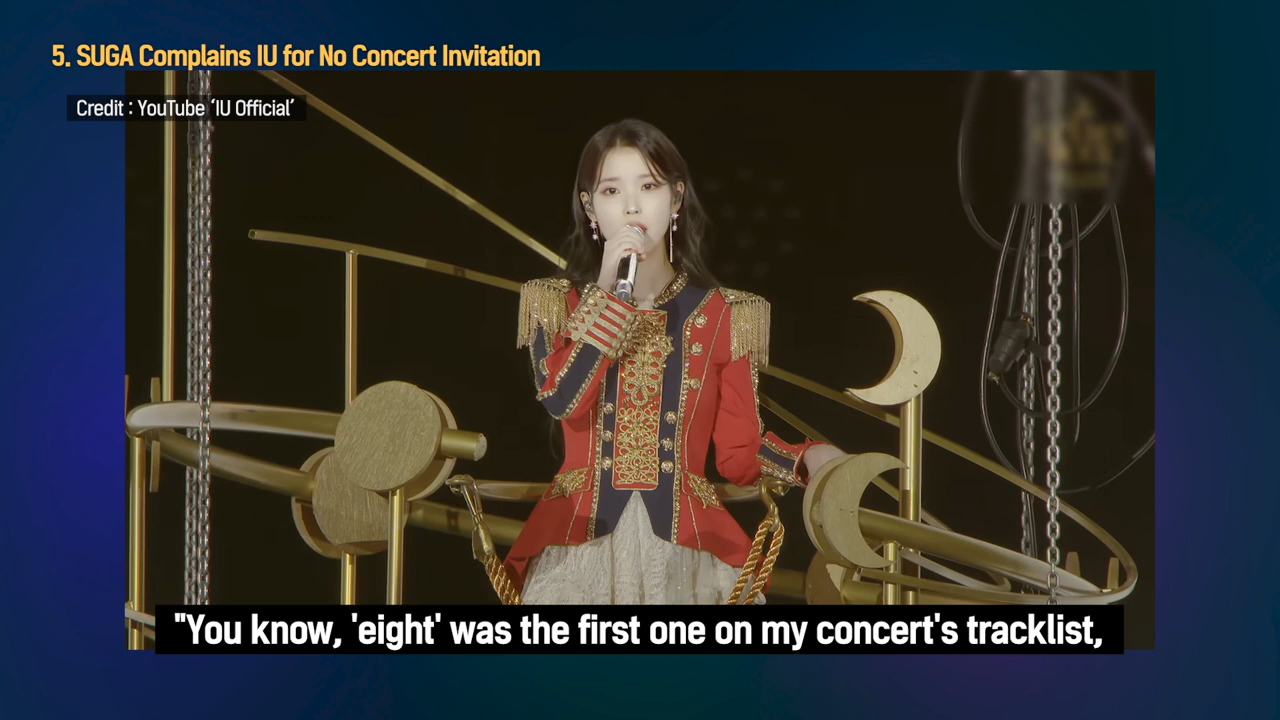 5. SUGA Complains IU for No Concert Invitation
Credit : YouTube ‘IU Official’
"You know, 'eight' was the first one on my concert's tracklist,